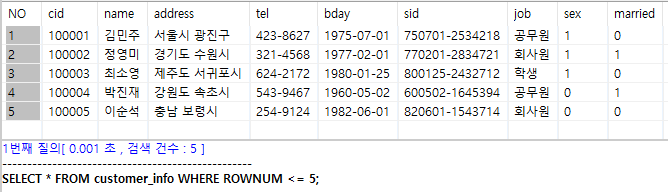 NO cid name address tel bday sid job sex married
1 100001 김민주 서울시 광진구 423-8627 1975-07-01 750701-2534218 공무원 1 0
2 100002 정영미 경기도 수원시 321-4568 1977-02-01 770201-2834721 회사원 1 1
3 100003 최소영 제주도 서귀포시 624-2172 1980-01-25 800125-2432712 학생 1 0
4 100004 박진재 강원도 속초시 543-9467 1960-05-02 600502-1645394 공무원 0 1
5 100005 이순석 충남 보령시 254-9124 1982-06-01 820601-1543714 회사원 0 0
1번째 질의[ 0.001 초 , 검색 건수 : 5 ]
--------------------------------------------------
SELECT * FROM customer_info WHERE ROWNUM <= 5;